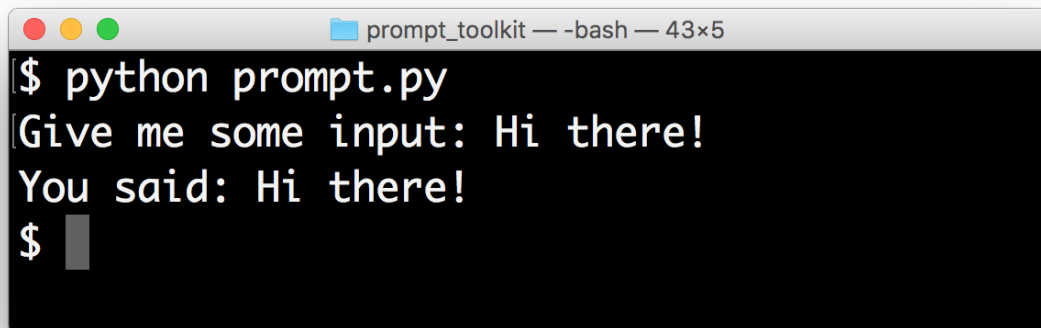 prompt_toolkit — -bash — 43×5
$ python prompt.py
Give me some input: Hi there!
You said: Hi there!
$